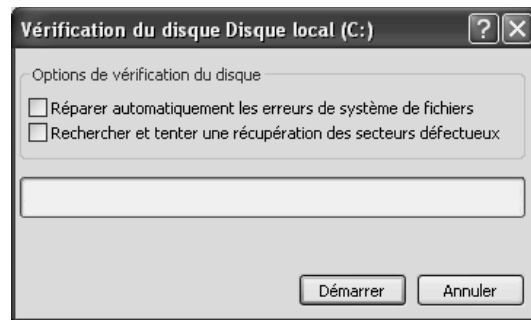 Vérification du disque Disque local (C:)
Options de vérification du disque
Réparer automatiquement les erreurs de système de fichiers
Rechercher et tenter une récupération des secteurs défectueux
Démarrer
Annuler